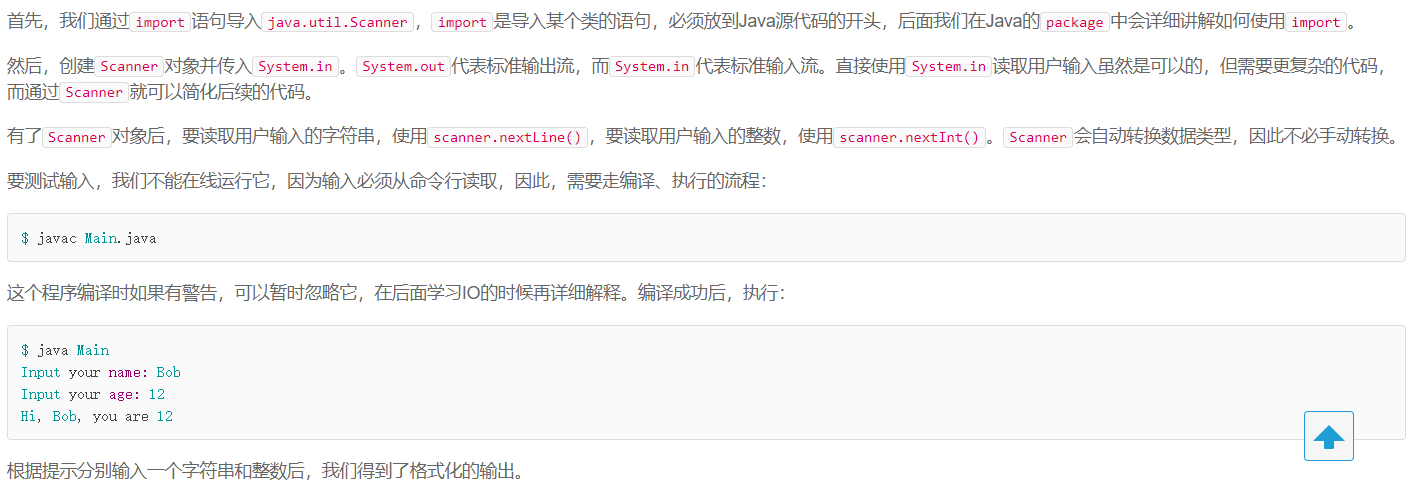 首先，我们通过import语句导入java.util.Scanner，import是导入某个类的语句，必须放到Java源代码的开头，后面我们在Java的package中会详细讲解如何使用import。
然后，创建Scanner对象并传入System.in。System.out代表标准输出流，而System.in代表标准输入流。直接使用System.in读取用户输入虽然是可以的，但需要更复杂的代码，
而通过Scanner就可以简化后续的代码。
有了Scanner对象后，要读取用户输入的字符串，使用scanner.nextLine()，要读取用户输入的整数，使用scanner.nextInt()。Scanner会自动转换数据类型，因此不必手动转换。
要测试输入，我们不能在线运行它，因为输入必须从命令行读取，因此，需要走编译、执行的流程：
$ javac Main.java
这个程序编译时如果有警告，可以暂时忽略它，在后面学习IO的时候再详细解释。编译成功后，执行：
$ java Main
Input your name: Bob
Input your age: 12
Hi, Bob, you are 12
根据提示分别输入一个字符串和整数后，我们得到了格式化的输出。